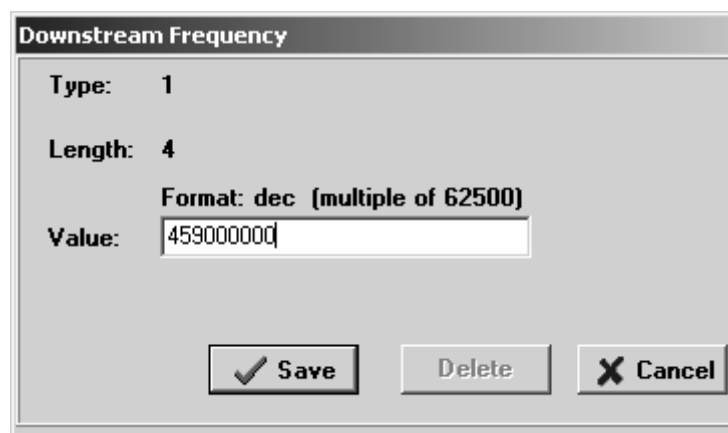 Downstream Frequency
Type: 1
Length: 4
Format: dec (multiple of 62500)
Value: 459000000
Save Delete Cancel